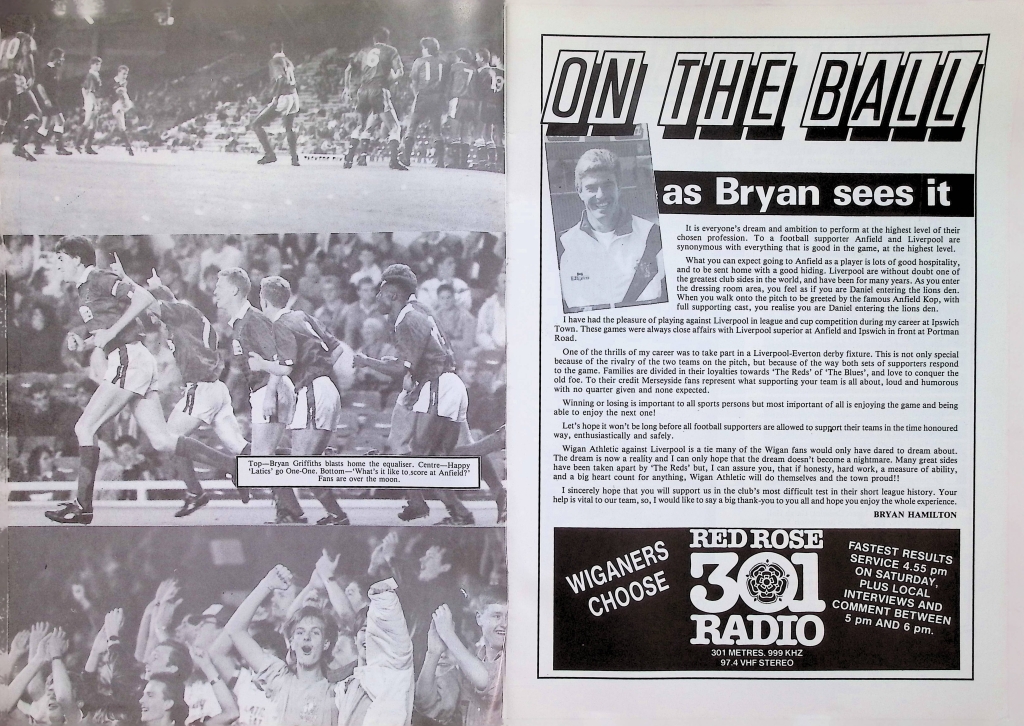 10
8
11
Top—Bryan Griffiths blasts home the equaliser. Centre—Happy
'Latics' go One-One. Bottom—'What's it like to score at Anfield?'
Fans are over the moon.
ON THE BALL
as Bryan sees it
It is everyone's dream and ambition to perform at the highest level of their
chosen profession. To a football supporter Anfield and Liverpool are
synonymous with everything that is good in the game, at the highest level.
What you can expect going to Anfield as a player is lots of good hospitality,
and to be sent home with a good hiding. Liverpool are without doubt one of
the greatest club sides in the world, and have been for many years. As you enter
the dressing room area, you feel as if you are Daniel entering the lions den.
When you walk onto the pitch to be greeted by the famous Anfield Kop, with
full supporting cast, you realise you are Daniel entering the lions den.
I have had the pleasure of playing against Liverpool in league and cup competition during my career at Ipswich
Town. These games were always close affairs with Liverpool superior at Anfield and Ipswich in front at Portman
Road.
One of the thrills of my career was to take part in a Liverpool-Everton derby fixture. This is not only special
because of the rivalry of the two teams on the pitch, but because of the way both sets of supporters respond
to the game. Families are divided in their loyalties towards 'The Reds' of 'The Blues', and love to conquer the
old foe. To their credit Merseyside fans represent what supporting your team is all about, loud and humorous
with no quarter given and none expected.
Winning or losing is important to all sports persons but most important of all is enjoying the game and being
able to enjoy the next one!
Let's hope it won't be long before all football supporters are allowed to support their teams in the time honoured
way, enthusiastically and safely.
Wigan Athletic against Liverpool is a tie many of the Wigan fans would only have dared to dream about.
The dream is now a reality and I can only hope that the dream doesn't become a nightmare. Many great sides
have been taken apart by 'The Reds' but, I can assure you, that if honesty, hard work, a measure of ability,
and a big heart count for anything, Wigan Athletic will do themselves and the town proud!!
I sincerely hope that you will support us in the club's most difficult test in their short league history. Your
help is vital to our team, so, I would like to say a big thank-you to you all and hope you enjoy the whole experience.
BRYAN HAMILTON
WIGANERS
CHOOSE
RED ROSE
301
RADIO
301 METRES. 999 KHZ
97.4 VHF STEREO
FASTEST RESULTS
SERVICE 4.55 pm
ON SATURDAY,
PLUS LOCAL
INTERVIEWS AND
COMMENT BETWEEN
5 pm AND 6 pm.